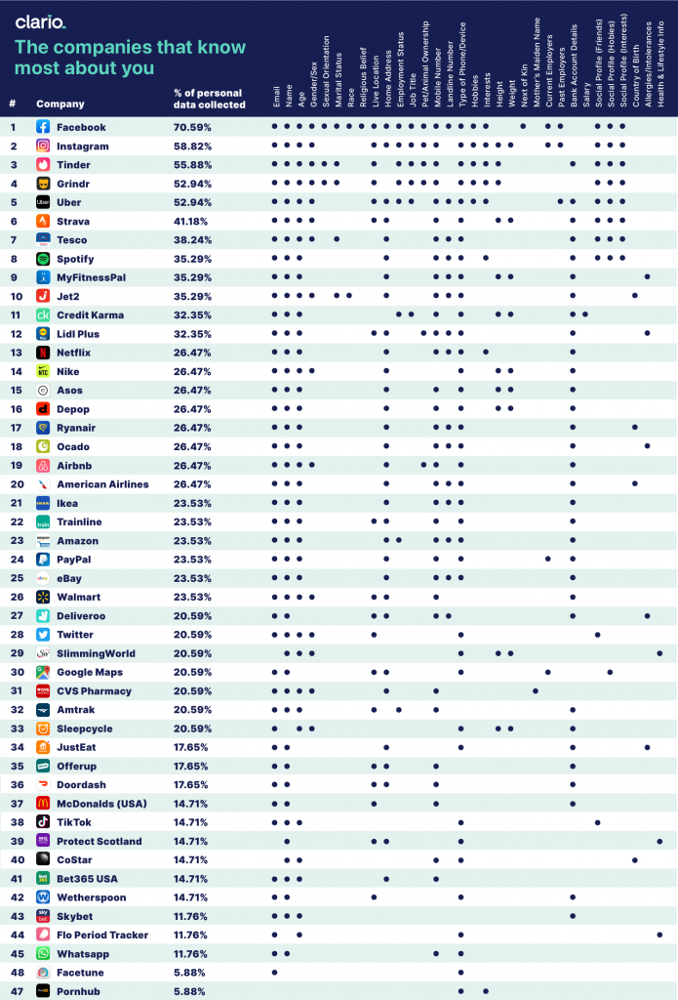 clario.
The companies that know
most about you
% of personal
data collected
# Company
Email
Name
Age
Gender/Sex
Sexual Orientation
Marital Status
Race
Religious Belief
Live Location
Home Address
Employment Status
Job Title
Pet/Animal Ownership
Mobile Number
Landline Number
Type of Phone/Device
Hobbies
Interests
Height
Weight
Next of Kin
Mother's Maiden Name
Current Employers
Past Employers
Bank Account Details
Salary
Social Profile (Friends)
Social Profile (Hobies)
Social Profile (Interests)
Country of Birth
Allergies/Intolerances
Health & Lifestyle Info
1 Facebook 70.59%
2 Instagram 58.82%
3 Tinder 55.88%
4 Grindr 52.94%
5 Uber Uber 52.94%
6 Strava 41.18%
7 Tesco 38.24%
8 Spotify 35.29%
9 MyFitnessPal 35.29%
10 Jet2 35.29%
11 ck Credit Karma 32.35%
12 Lidl Plus 32.35%
13 N Netflix 26.47%
14 NTC Nike 26.47%
15 Asos 26.47%
16 d Depop 26.47%
17 Ryanair 26.47%
18 Ocado 26.47%
19 Airbnb 26.47%
20 American Airlines 26.47%
21 IKEA Ikea 23.53%
22 train Trainline 23.53%
23 Amazon 23.53%
24 PayPal 23.53%
25 ebay eBay 23.53%
26 Walmart 23.53%
27 Deliveroo 20.59%
28 Twitter 20.59%
29 SW SlimmingWorld 20.59%
30 Google Maps 20.59%
31 CVS CVS Pharmacy 20.59%
32 Amtrak 20.59%
33 Sleepcycle 20.59%
34 JustEat 17.65%
35 Offerup 17.65%
36 Doordash 17.65%
37 McDonalds (USA) 14.71%
38 TikTok 14.71%
39 Protect Scotland 14.71%
40 CoStar 14.71%
41 bet365 Bet365 USA 14.71%
42 W Wetherspoon 14.71%
43 sky bet Skybet 11.76%
44 Flo Period Tracker 11.76%
45 Whatsapp 11.76%
48 Facetune 5.88%
47 Pornhub 5.88%